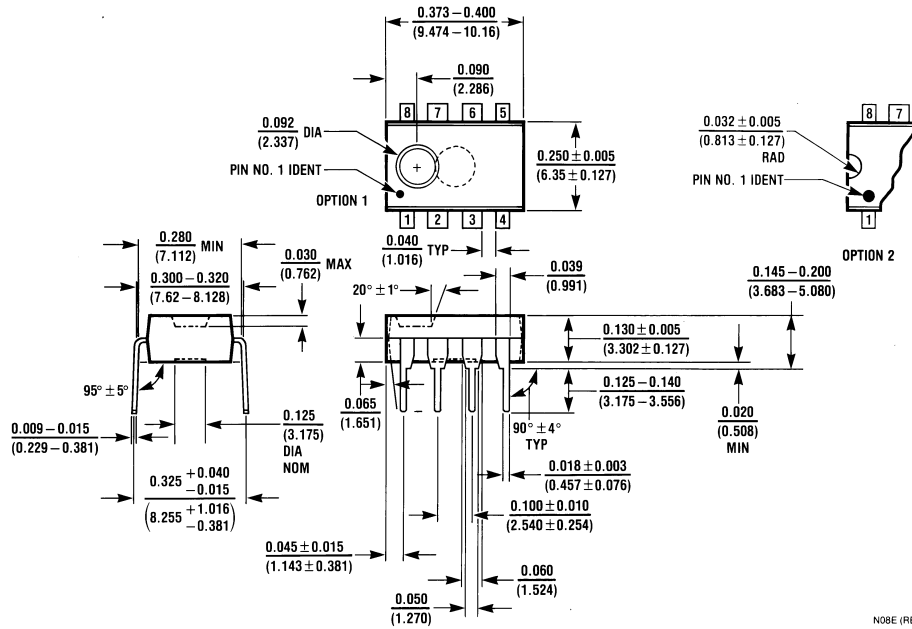 0.373 – 0.400
(9.474 – 10.16)
0.090
(2.286)
8 7 6 5
0.092 DIA
(2.337)
PIN NO. 1 IDENT
OPTION 1
+
0.250 ± 0.005
(6.35 ± 0.127)
1 2 3 4
8 7
0.032 ± 0.005
(0.813 ± 0.127)
RAD
PIN NO. 1 IDENT
1
OPTION 2
0.280 MIN
(7.112)
0.300 – 0.320
(7.62 – 8.128)
0.030 MAX
(0.762)
0.040 TYP
(1.016)
0.039
(0.991)
20° ± 1°
0.145 – 0.200
(3.683 – 5.080)
0.130 ± 0.005
(3.302 ± 0.127)
0.125 – 0.140
(3.175 – 3.556)
0.020
(0.508)
MIN
95° ± 5°
0.009 – 0.015
(0.229 – 0.381)
0.125
(3.175)
DIA
NOM
0.065
(1.651)
90° ± 4°
TYP
0.018 ± 0.003
(0.457 ± 0.076)
0.325 +0.040 −0.015
(8.255 +1.016 −0.381)
0.100 ± 0.010
(2.540 ± 0.254)
0.045 ± 0.015
(1.143 ± 0.381)
0.060
(1.524)
0.050
(1.270)
N08E (RE